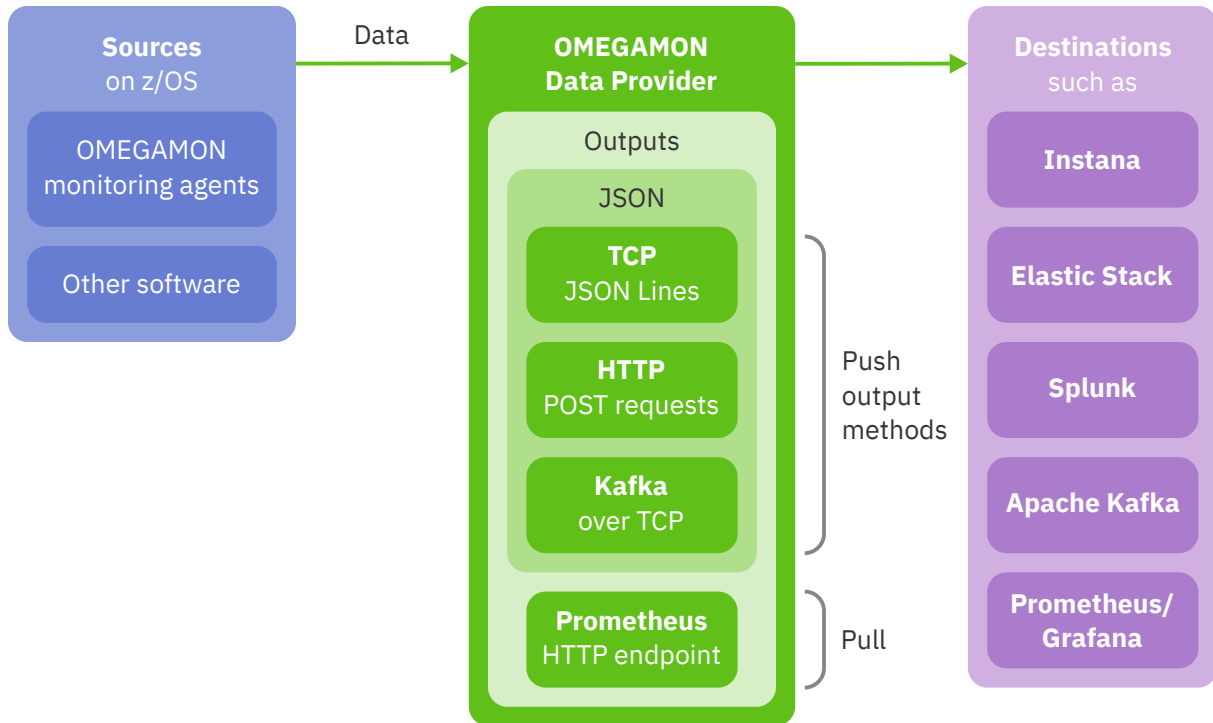 Sources
on z/OS
OMEGAMON
monitoring agents
Other software
Data
OMEGAMON
Data Provider
Outputs
JSON
TCP
JSON Lines
HTTP
POST requests
Kafka
over TCP
Prometheus
HTTP endpoint
Push
output
methods
Pull
Destinations
such as
Instana
Elastic Stack
Splunk
Apache Kafka
Prometheus/
Grafana